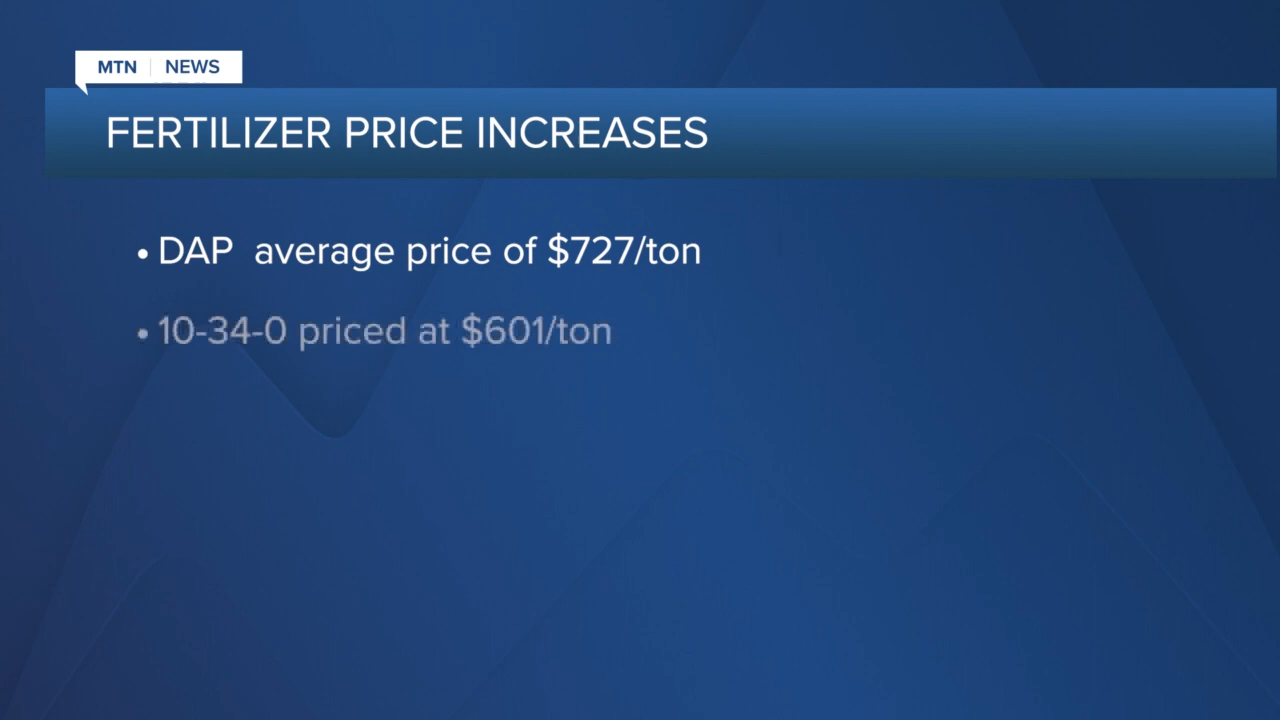 MTN | NEWS
FERTILIZER PRICE INCREASES
• DAP  average price of $727/ton
• 10-34-0 priced at $601/ton